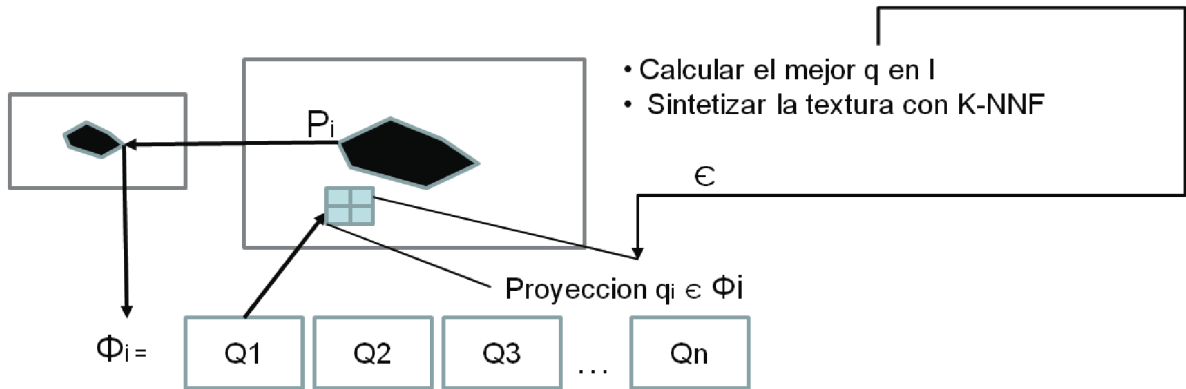 • Calcular el mejor q en I
• Sintetizar la textura con K-NNF
Pi
є
Proyeccion qi є Φi
Φi = Q1 Q2 Q3 ... Qn